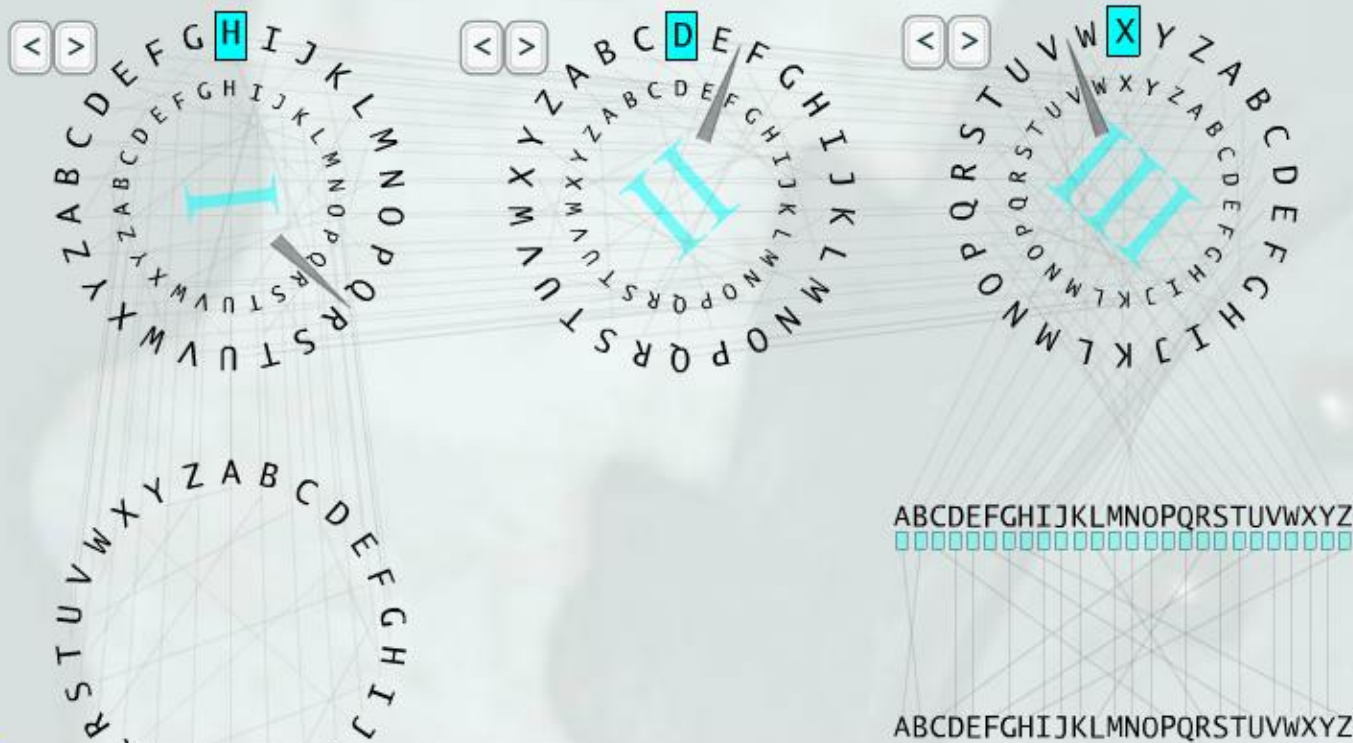 < >
H I J K L M N O P Q R S T U V W X Y Z A B C D E F G
H I J K L M N O P Q R S T U V W X Y Z A B C D E F G
I
< >
D E F G H I J K L M N O P Q R S T U V W X Y Z A B C
D E F G H I J K L M N O P Q R S T U V W X Y Z A B C
II
< >
X Y Z A B C D E F G H I J K L M N O P Q R S T U V W
X Y Z A B C D E F G H I J K L M N O P Q R S T U V W
III
R S T U V W X Y Z A B C D E F G H I J
ABCDEFGHIJKLMNOPQRSTUVWXYZ
ABCDEFGHIJKLMNOPQRSTUVWXYZ